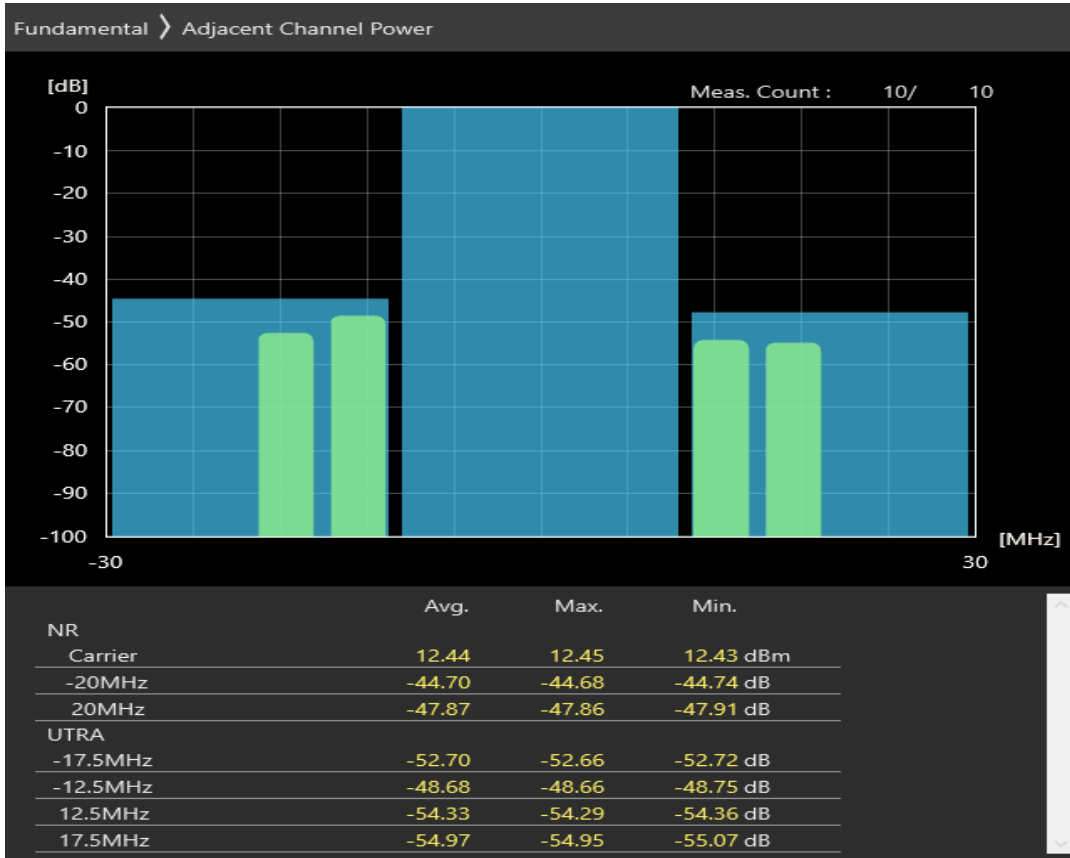 Fundamental ❯ Adjacent Channel Power
[dB]
Meas. Count : 10/ 10
0
-10
-20
-30
-40
-50
-60
-70
-80
-90
-100
[MHz]
-30 30
Avg. Max. Min.
NR
Carrier 12.44 12.45 12.43 dBm
-20MHz -44.70 -44.68 -44.74 dB
20MHz -47.87 -47.86 -47.91 dB
UTRA
-17.5MHz -52.70 -52.66 -52.72 dB
-12.5MHz -48.68 -48.66 -48.75 dB
12.5MHz -54.33 -54.29 -54.36 dB
17.5MHz -54.97 -54.95 -55.07 dB